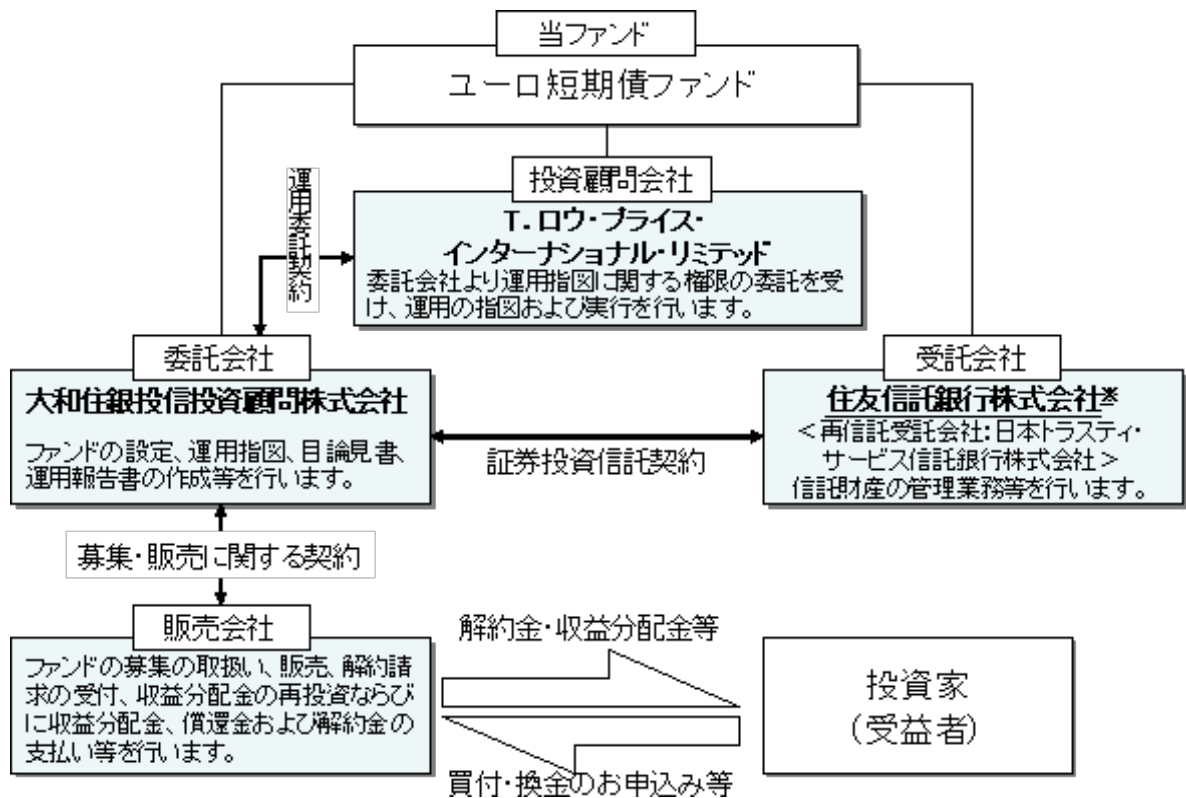 当ファンド
ユーロ短期債ファンド
投資顧問会社
T.ロウ・プライス・
インターナショナル・リミテッド
委託会社より運用指図に関する権限の委託を受
け、運用の指図および実行を行います。
運用委託契約
委託会社
大和住銀投信投資顧問株式会社
ファンドの設定、運用指図、目論見書、
運用報告書の作成等を行います。
証券投資信託契約
受託会社
住友信託銀行株式会社※
<再信託受託会社:日本トラスティ・
サービス信託銀行株式会社>
信託財産の管理業務等を行います。
募集・販売に関する契約
販売会社
ファンドの募集の取扱い、販売、解約請
求の受付、収益分配金の再投資ならび
に収益分配金、償還金および解約金の
支払い等を行います。
解約金・収益分配金等
買付・換金のお申込み等
投資家
(受益者)